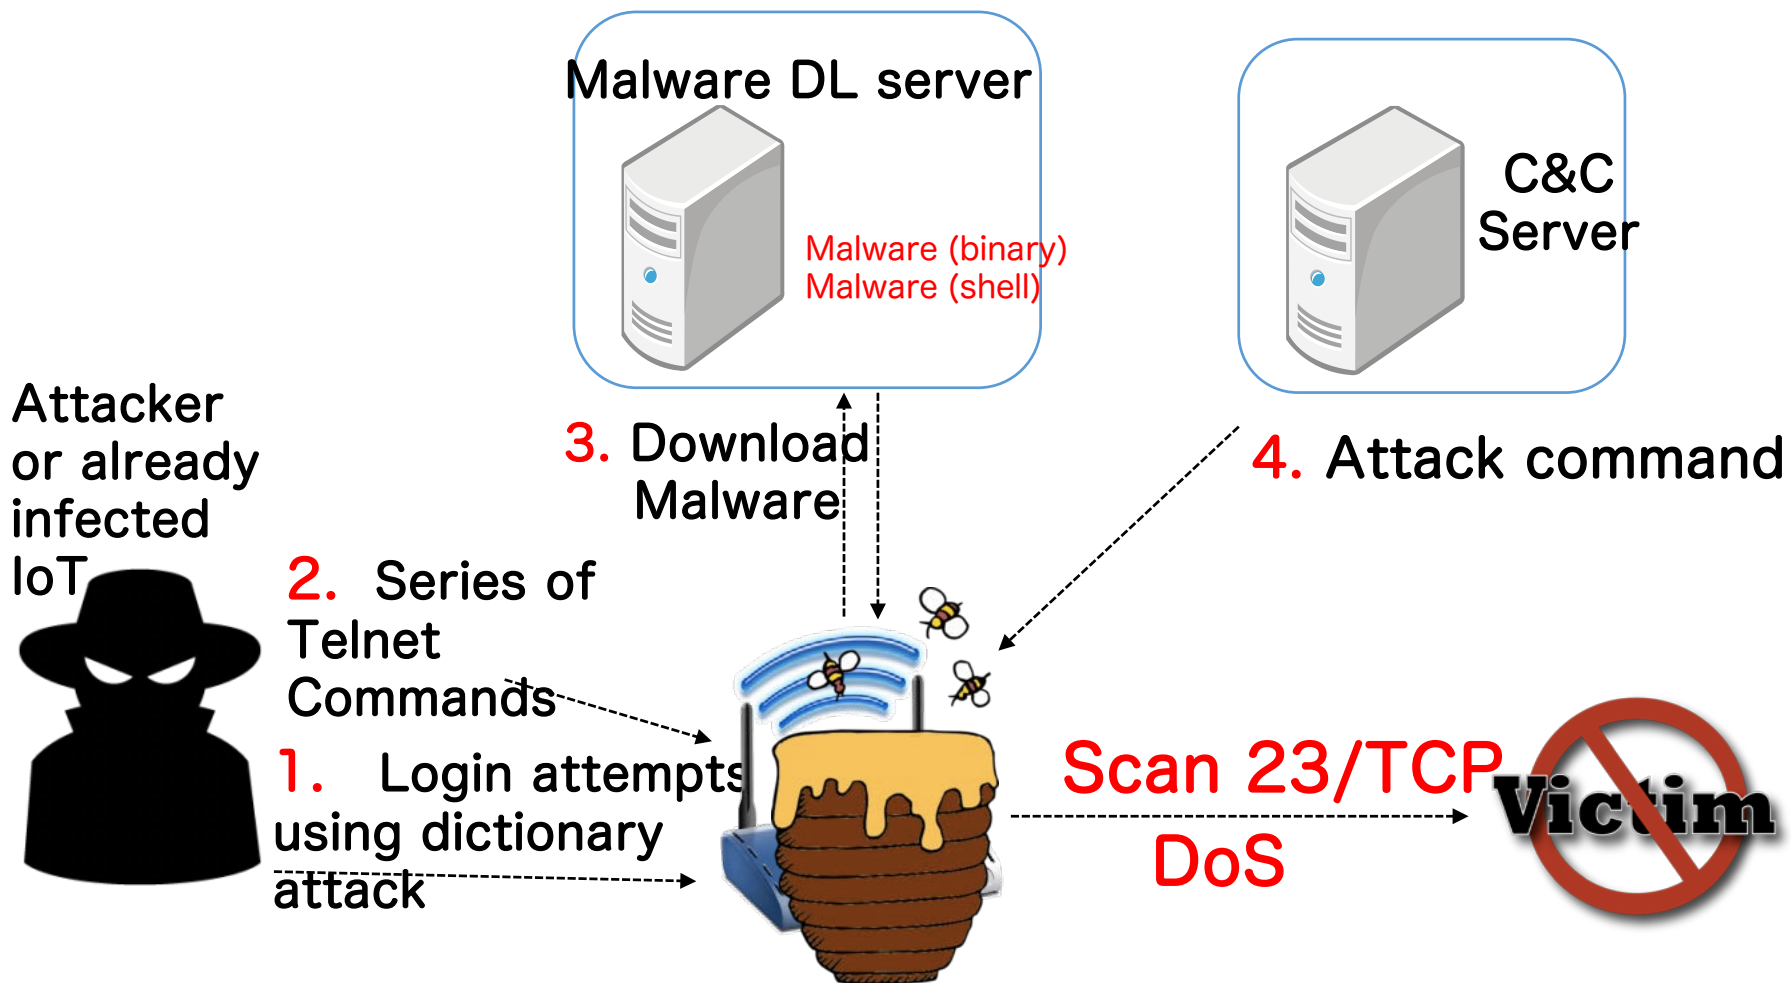 Malware DL server
Malware (binary)
Malware (shell)
C&C
Server
Attacker
or already
infected
IoT
3. Download
Malware
4. Attack command
2. Series of
Telnet
Commands
1. Login attempts
using dictionary
attack
Scan 23/TCP
DoS
Victim